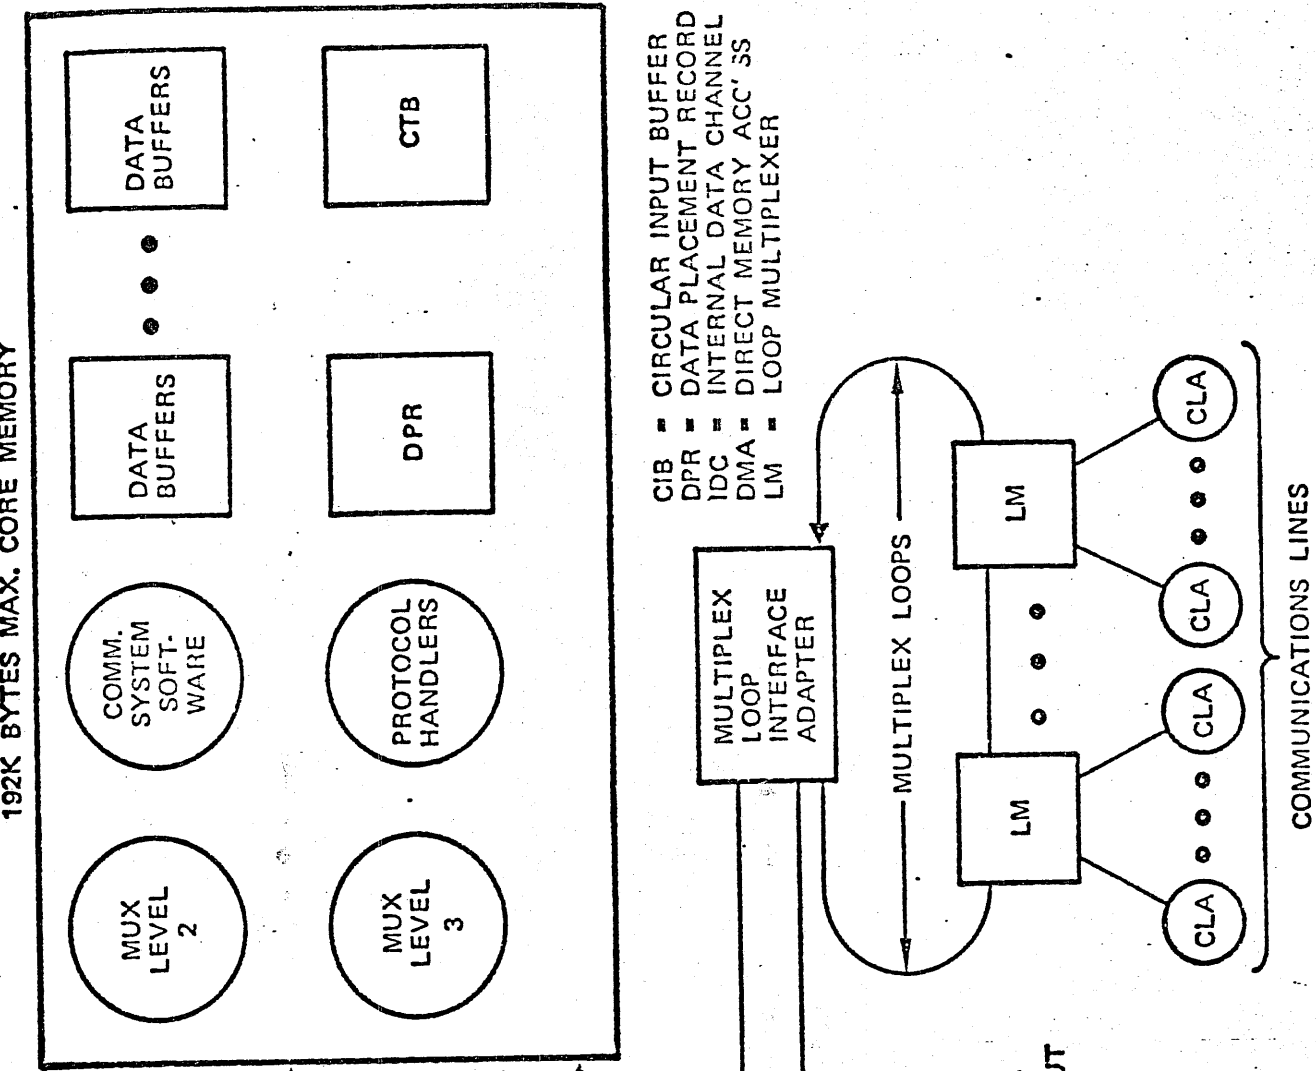 192K BYTES MAX. CORE MEMORY
MUX
LEVEL
2
COMM.
SYSTEM
SOFT-
WARE
DATA
BUFFERS
DATA
BUFFERS
MUX
LEVEL
3
PROTOCOL
HANDLERS
DPR
CTB
CIB = CIRCULAR INPUT BUFFER
DPR = DATA PLACEMENT RECORD
IDC = INTERNAL DATA CHANNEL
DMA = DIRECT MEMORY
LM = LOOP MULTIPLEXER
MULTIPLEX
LOOP
INTERFACE
ADAPTER
MULTIPLEX LOOPS
LM
LM
CLA
CLA
CLA
CLA
COMMUNICATIONS LINES